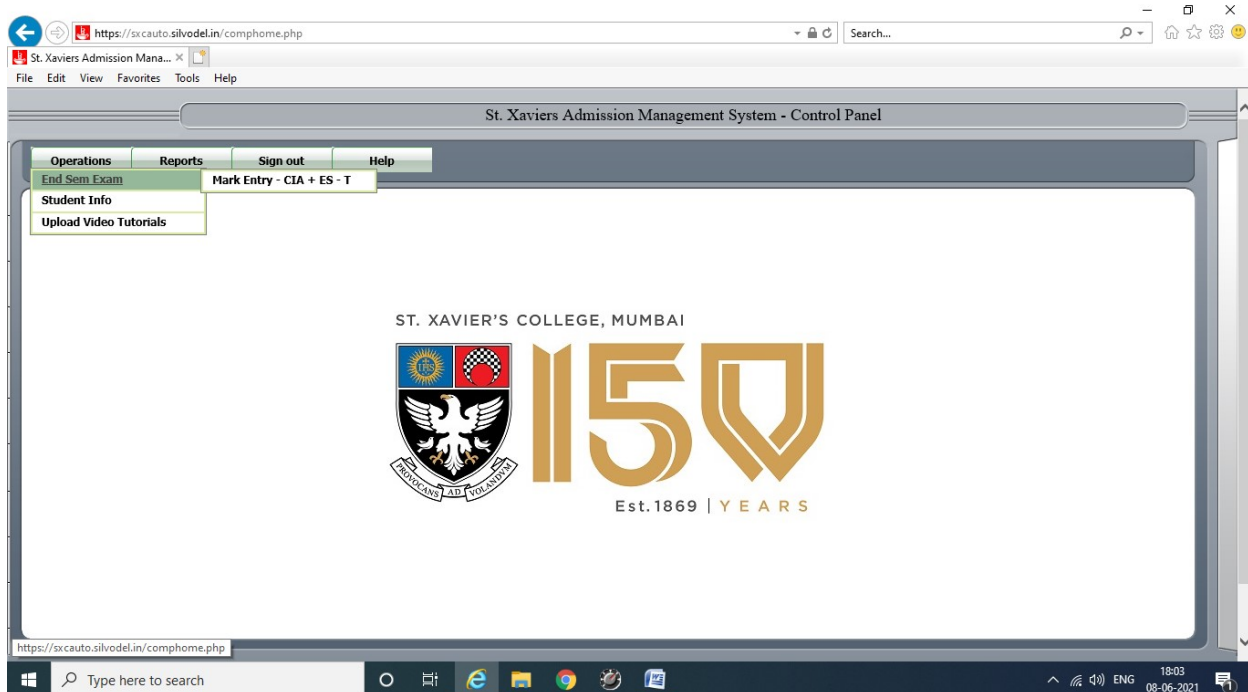 https://sxcauto.silvodel.in/comphome.php
Search...
St. Xaviers Admission Mana...
File Edit View Favorites Tools Help
St. Xaviers Admission Management System - Control Panel
Operations Reports Sign out Help
End Sem Exam Mark Entry - CIA + ES - T
Student Info
Upload Video Tutorials
ST. XAVIER'S COLLEGE, MUMBAI
150
IHS
PROVOCANS AD VOLANDVM
Est.1869 | YEARS
https://sxcauto.silvodel.in/comphome.php
Type here to search
ENG
18:03
08-06-2021
1